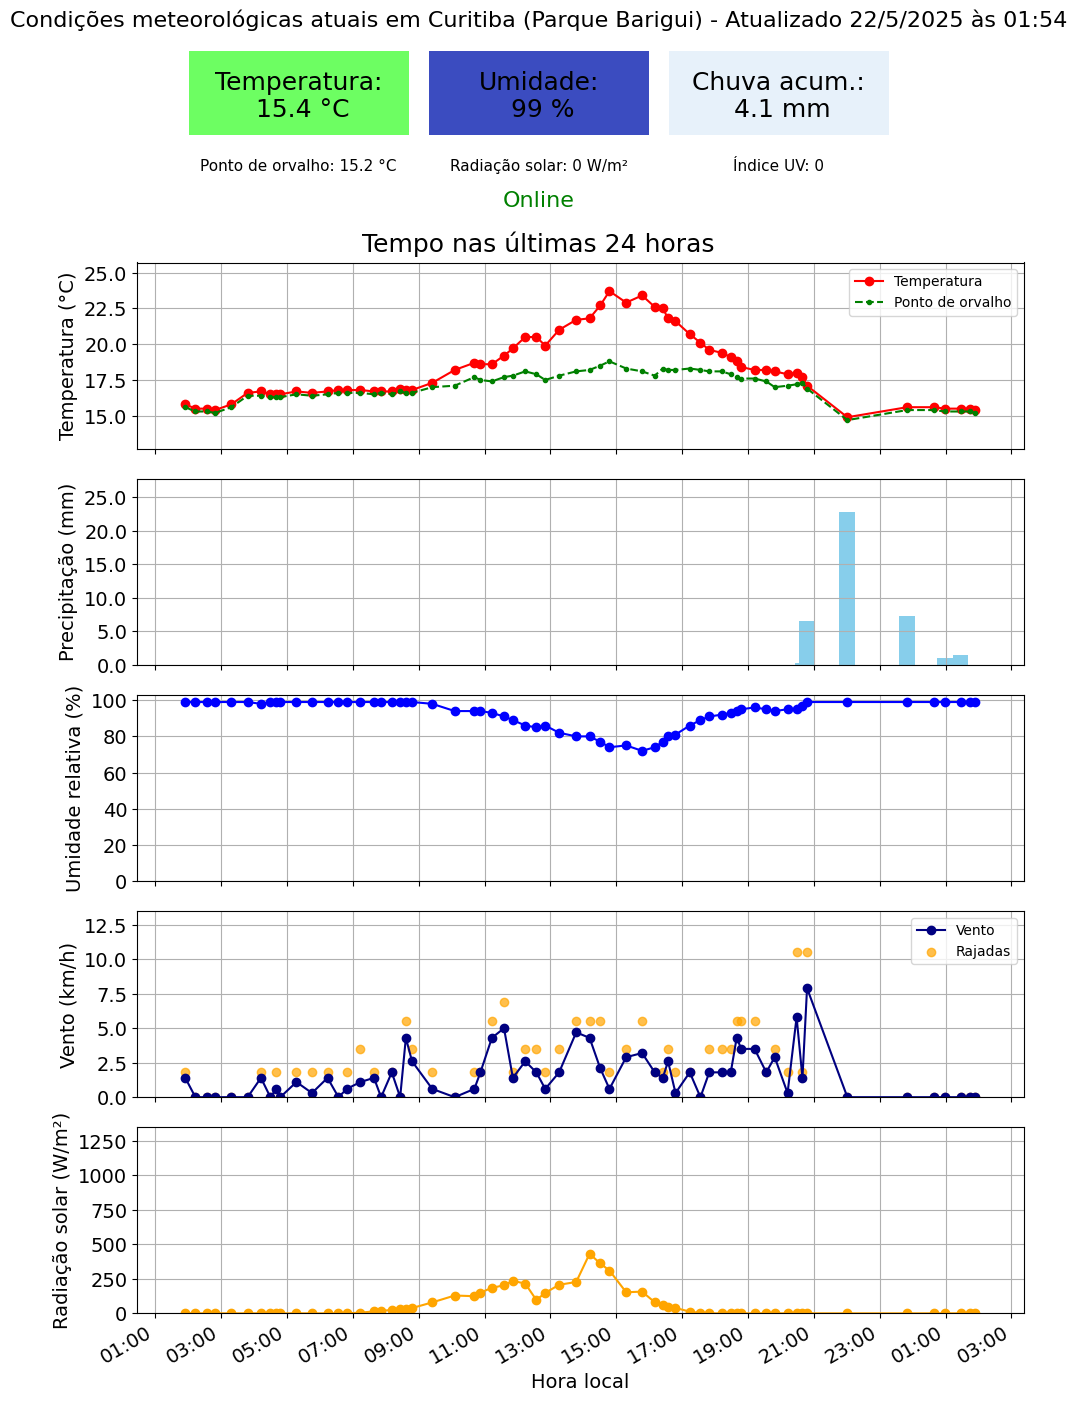 Condições meteorológicas atuais em Curitiba (Parque Barigui) - Atualizado 22/5/2025 às 01:54
Temperatura:
15.4 °C
Umidade:
99 %
Chuva acum.:
4.1 mm
Ponto de orvalho: 15.2 °C
Radiação solar: 0 W/m²
Índice UV: 0
Online
Tempo nas últimas 24 horas
Temperatura (°C)
25.0
22.5
20.0
17.5
15.0
Temperatura
Ponto de orvalho
Precipitação (mm)
25.0
20.0
15.0
10.0
5.0
0.0
Umidade relativa (%)
100
80
60
40
20
0
Vento (km/h)
12.5
10.0
7.5
5.0
2.5
0.0
Vento
Rajadas
Radiação solar (W/m²)
1250
1000
750
500
250
0
01:00
03:00
05:00
07:00
09:00
11:00
13:00
15:00
17:00
19:00
21:00
23:00
01:00
03:00
Hora local